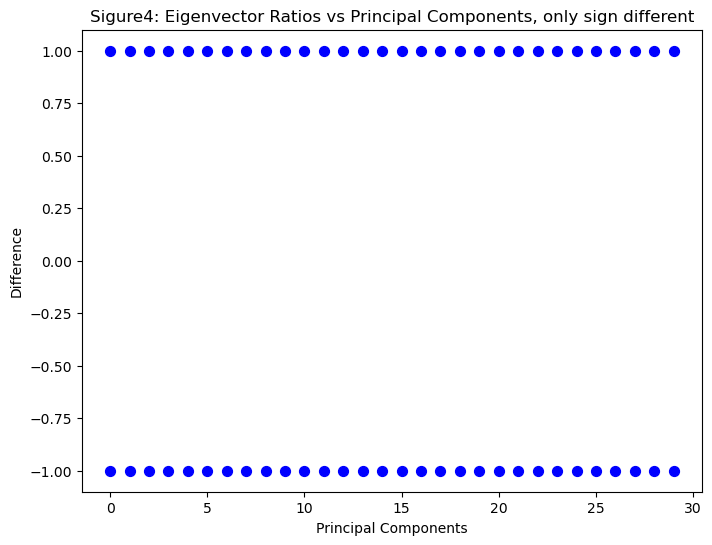 Sigure4: Eigenvector Ratios vs Principal Components, only sign different
1.00
0.75
0.50
0.25
0.00
−0.25
−0.50
−0.75
−1.00
Difference
0 5 10 15 20 25 30
Principal Components